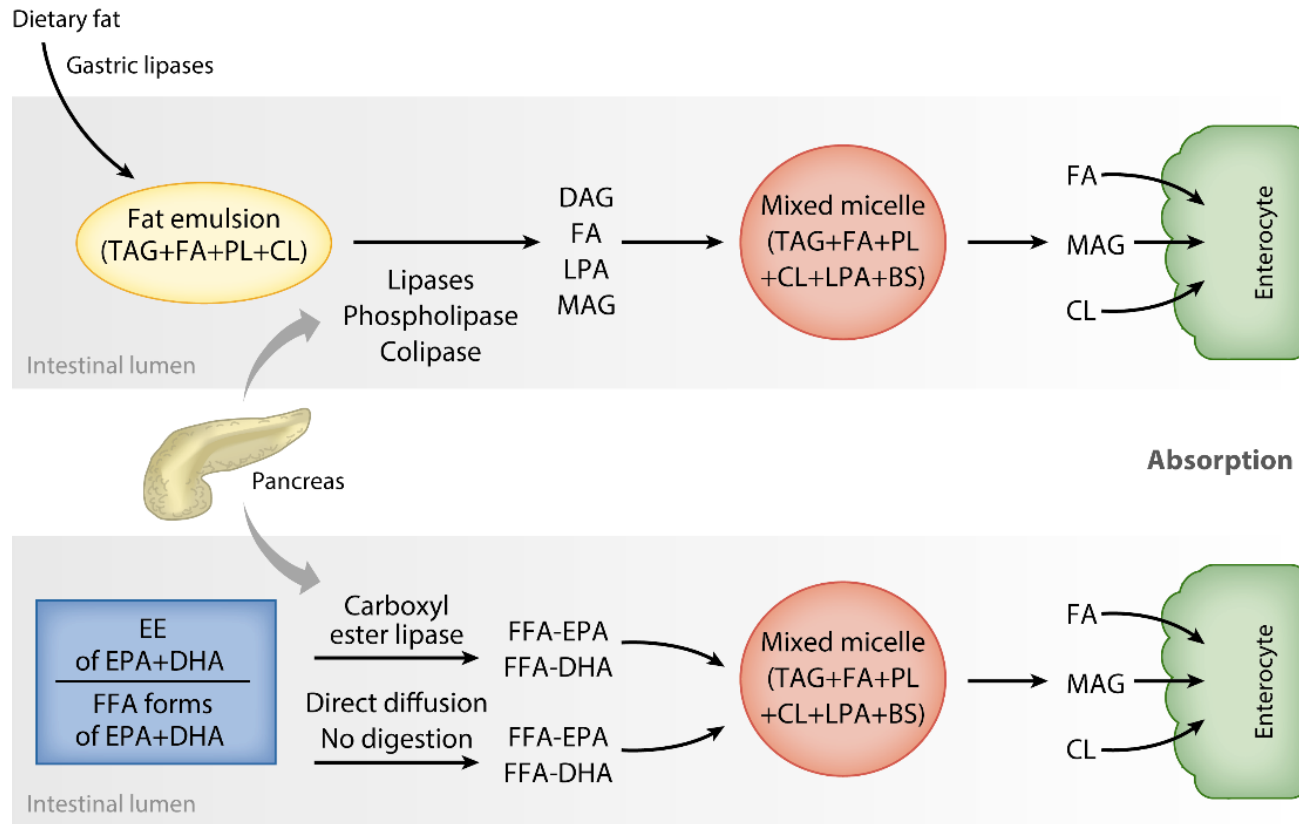 Dietary fat
Gastric lipases
Fat emulsion
(TAG+FA+PL+CL)
Lipases
Phospholipase
Colipase
DAG
FA
LPA
MAG
Mixed micelle
(TAG+FA+PL
+CL+LPA+BS)
FA
MAG
CL
Enterocyte
Intestinal lumen
Pancreas
Absorption
EE
of EPA+DHA
FFA forms
of EPA+DHA
Carboxyl
ester lipase
Direct diffusion
No digestion
FFA-EPA
FFA-DHA
FFA-EPA
FFA-DHA
Mixed micelle
(TAG+FA+PL
+CL+LPA+BS)
FA
MAG
CL
Enterocyte
Intestinal lumen